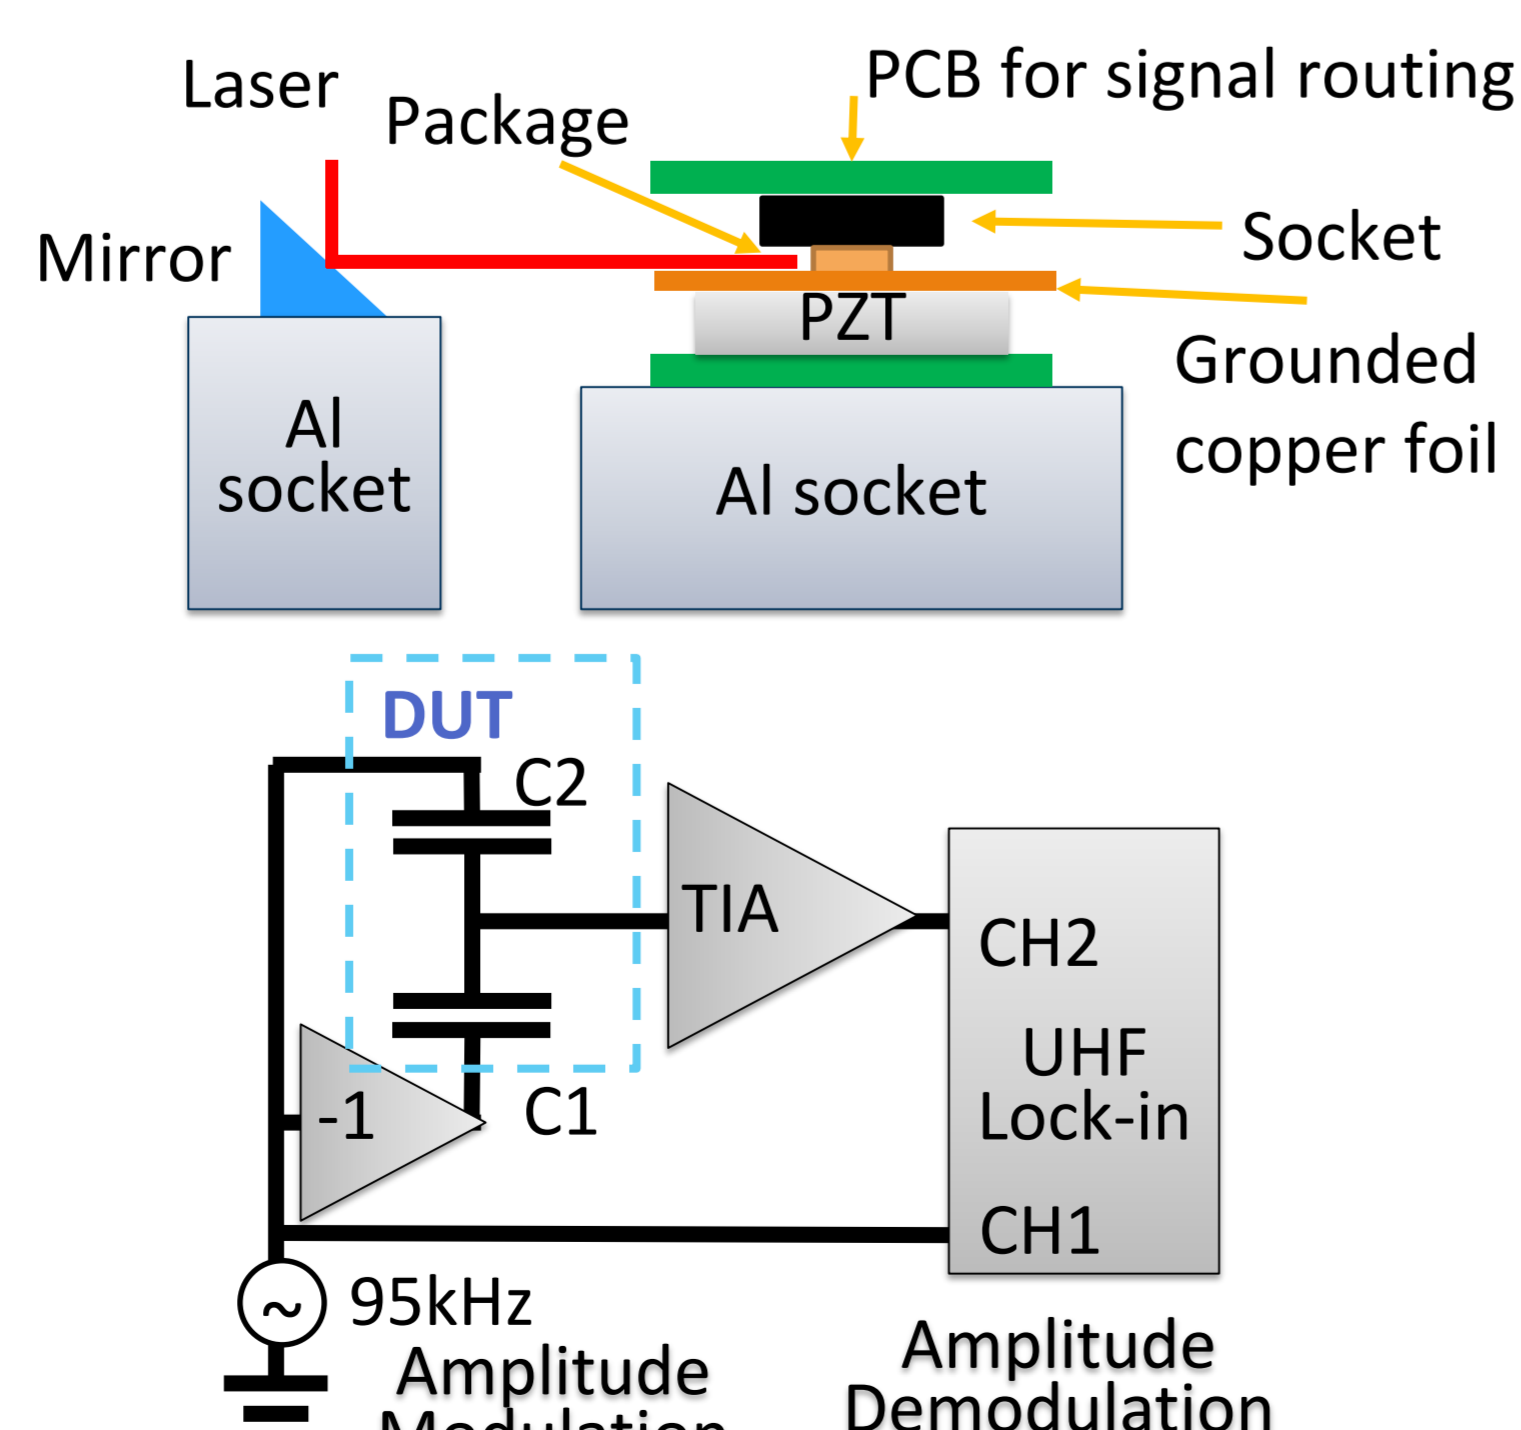 Laser
Package
PCB for signal routing
Mirror
Socket
PZT
Grounded
copper foil
Al
socket
Al socket
DUT
C2
TIA
CH2
UHF
Lock-in
-1
C1
CH1
~
95kHz
Amplitude
Modulation
Amplitude
Demodulation